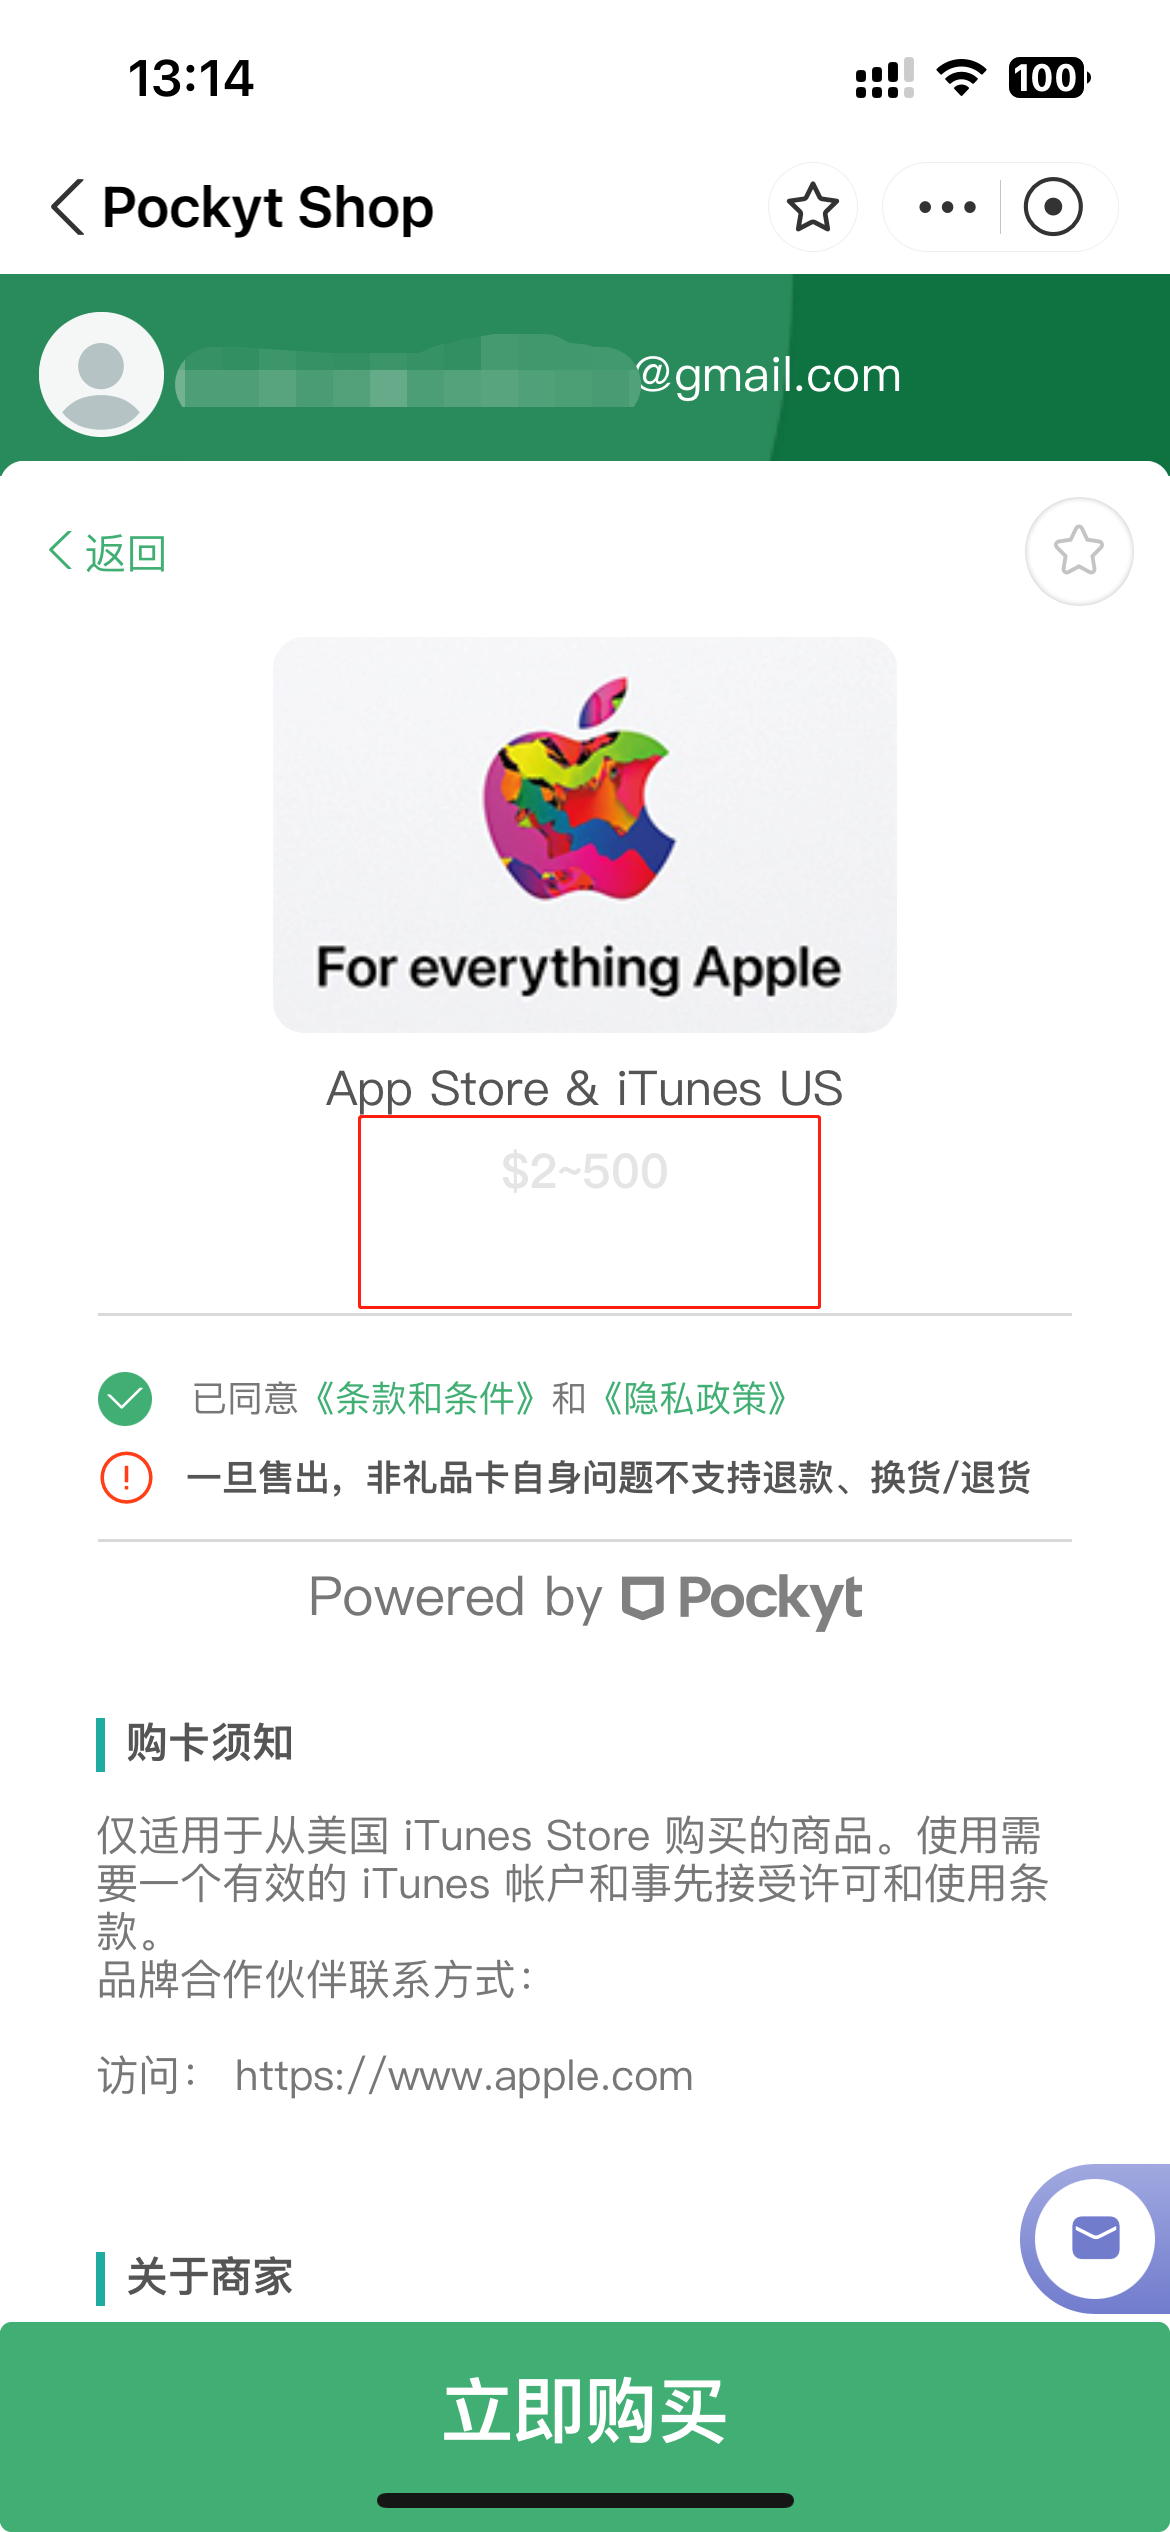 13:14
100
Pockyt Shop
@gmail.com
返回
For everything Apple
App Store & iTunes US
$2~500
已同意《条款和条件》和《隐私政策》
一旦售出，非礼品卡自身问题不支持退款、换货/退货
Powered by Pockyt
购卡须知
仅适用于从美国 iTunes Store 购买的商品。使用需
要一个有效的 iTunes 帐户和事先接受许可和使用条
款。
品牌合作伙伴联系方式：
访问： https://www.apple.com
关于商家
立即购买